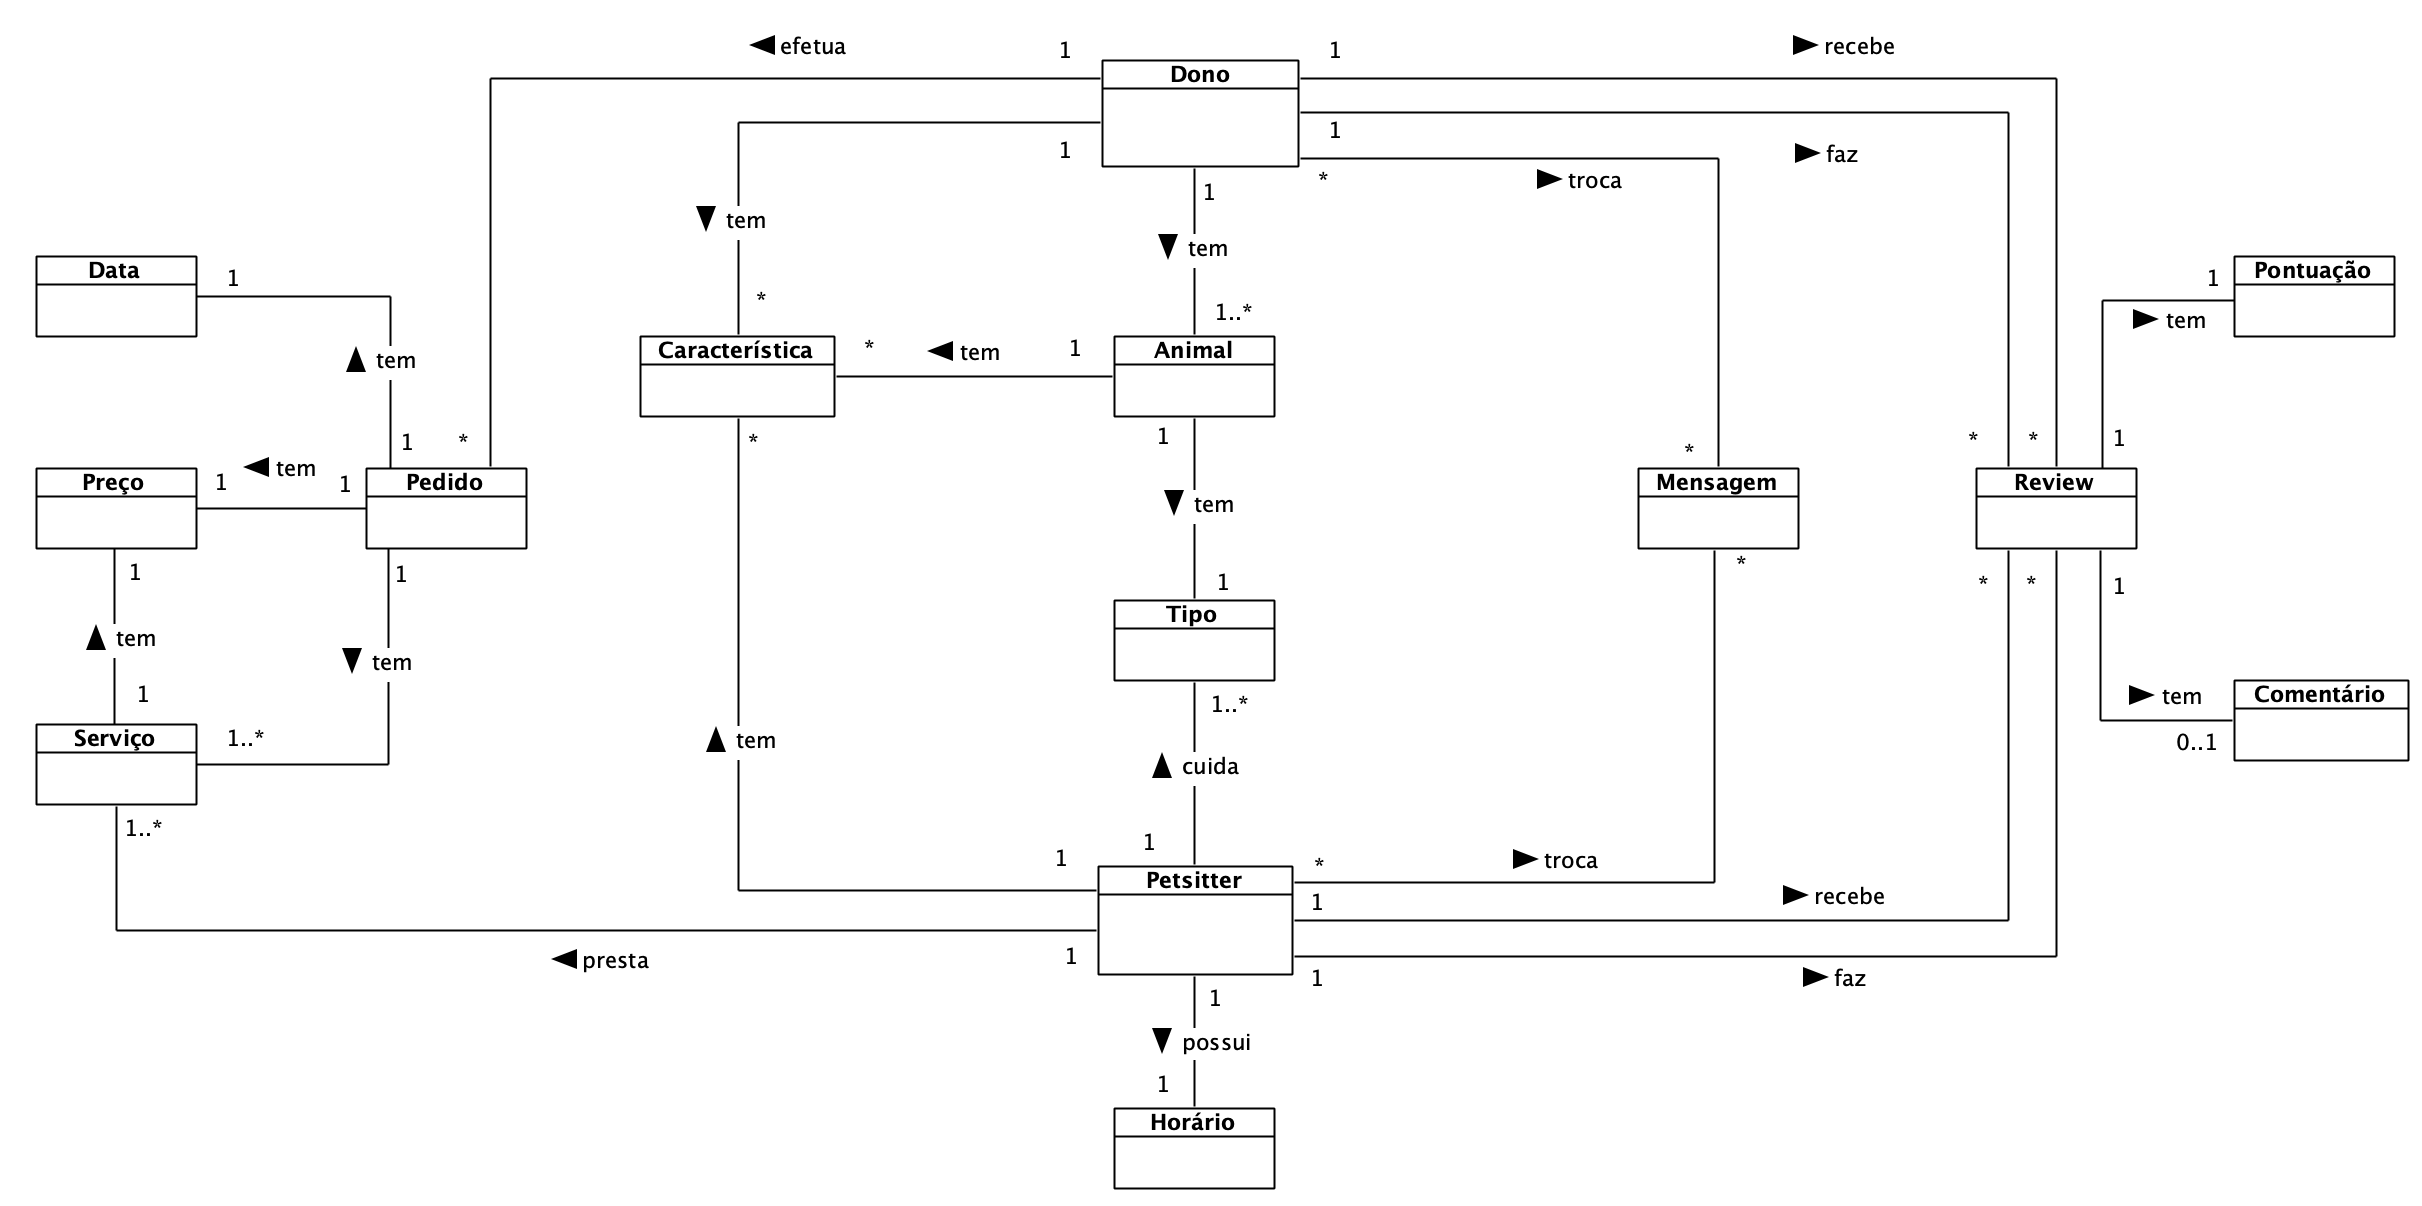 efetua
1
1
recebe
Dono
1
1
faz
*
troca
1
tem
tem
Data
1
*
1..*
Pontuação
1
tem
Característica
*
tem
1
Animal
tem
1
*
*
1
*
*
*
1
Preço
1
tem
1
Pedido
tem
Mensagem
Review
1
1
1
*
*
*
1
Tipo
tem
tem
1
1..*
tem
Comentário
0..1
Serviço
1..*
tem
cuida
1..*
1
1
Petsitter
*
troca
1
recebe
presta
1
1
faz
1
possui
1
Horário